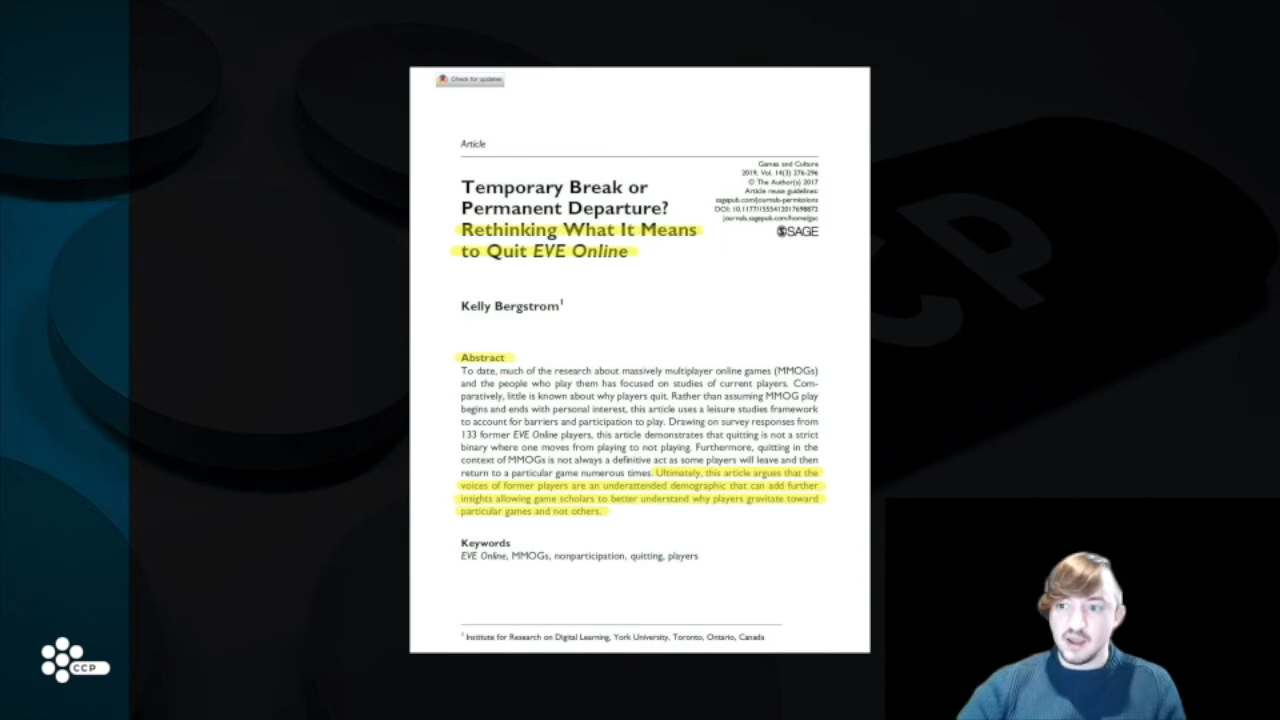 Check for updates
Article
Games and Culture
2019, Vol. 14(3) 276-296
© The Author(s) 2017
Article reuse guidelines:
sagepub.com/journals-permissions
DOI: 10.1177/1555412017698872
journals.sagepub.com/home/gac
SAGE
Temporary Break or
Permanent Departure?
Rethinking What It Means
to Quit EVE Online
Kelly Bergstrom1
Abstract
To date, much of the research about massively multiplayer online games (MMOGs)
and the people who play them has focused on studies of current players. Com-
paratively, little is known about why players quit. Rather than assuming MMOG play
begins and ends with personal interest, this article uses a leisure studies framework
to account for barriers and participation to play. Drawing on survey responses from
133 former EVE Online players, this article demonstrates that quitting is not a strict
binary where one moves from playing to not playing. Furthermore, quitting in the
context of MMOGs is not always a definitive act as some players will leave and then
return to a particular game numerous times. Ultimately, this article argues that the
voices of former players are an underattended demographic that can add further
insights allowing game scholars to better understand why players gravitate toward
particular games and not others.
Keywords
EVE Online, MMOGs, nonparticipation, quitting, players
1 Institute for Research on Digital Learning, York University, Toronto, Ontario, Canada
CCP
CP